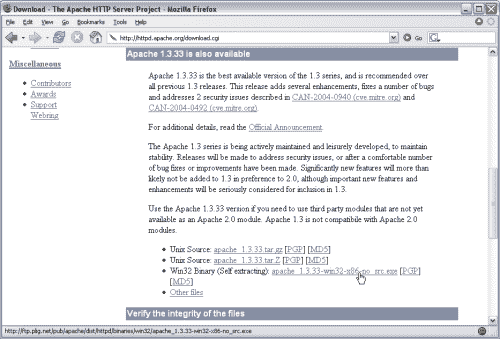 Download - The Apache HTTP Server Project - Mozilla Firefox
File Edit View Go Bookmarks Tools Help
http://httpd.apache.org/download.cgi Go
Miscellaneous
Contributors
Awards
Support
Webring
Apache 1.3.33 is also available
Apache 1.3.33 is the best available version of the 1.3 series, and is recommended over
all previous 1.3 releases. This release adds several enhancements, fixes a number of bugs
and addresses 2 security issues described in CAN-2004-0940 (cve.mitre.org) and
CAN-2004-0492 (cve.mitre.org).
For additional details, read the Official Announcement.
The Apache 1.3 series is being actively maintained and leisurely developed, to maintain
stability. Releases will be made to address security issues, or after a comfortable number
of bug fixes or improvements have been made. Significantly new features will more than
likely not be added to 1.3 in preference to 2.0, although important new features and
enhancements will be seriously considered for inclusion in 1.3.
Use the Apache 1.3.33 version if you need to use third party modules that are not yet
available as an Apache 2.0 module. Apache 1.3 is not compatibile with Apache 2.0
modules.
Unix Source: apache_1.3.33.tar.gz [PGP] [MD5]
Unix Source: apache_1.3.33.tar.Z [PGP] [MD5]
Win32 Binary (Self extracting): apache_1.3.33-win32-x86-no_src.exe [PGP]
[MD5]
Other files
Verify the integrity of the files
http://ftp.pkg.net/pub/apache/dist/httpd/binaries/win32/apache_1.3.33-win32-x86-no_src.exe